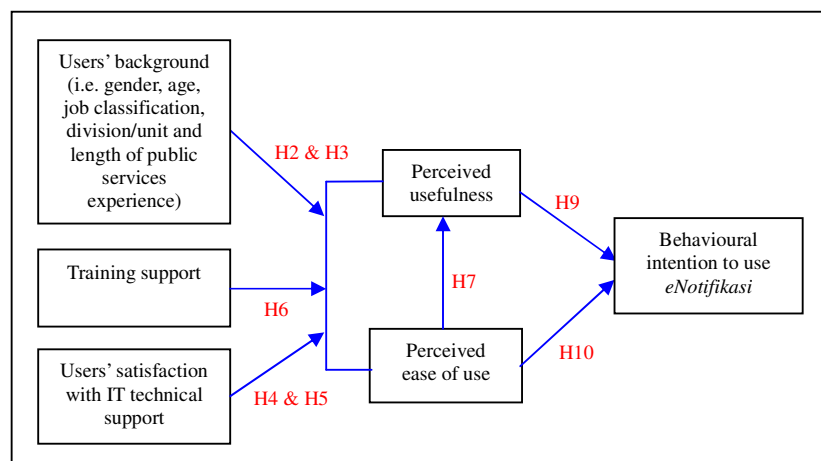 Users' background
(i.e. gender, age,
job classification,
division/unit and
length of public
services
experience)
H2 & H3
Perceived
usefulness
H9
Behavioural
intention to use
eNotifikasi
Training support
H6
H7
Users' satisfaction
with IT technical
support
H4 & H5
Perceived
ease of use
H10